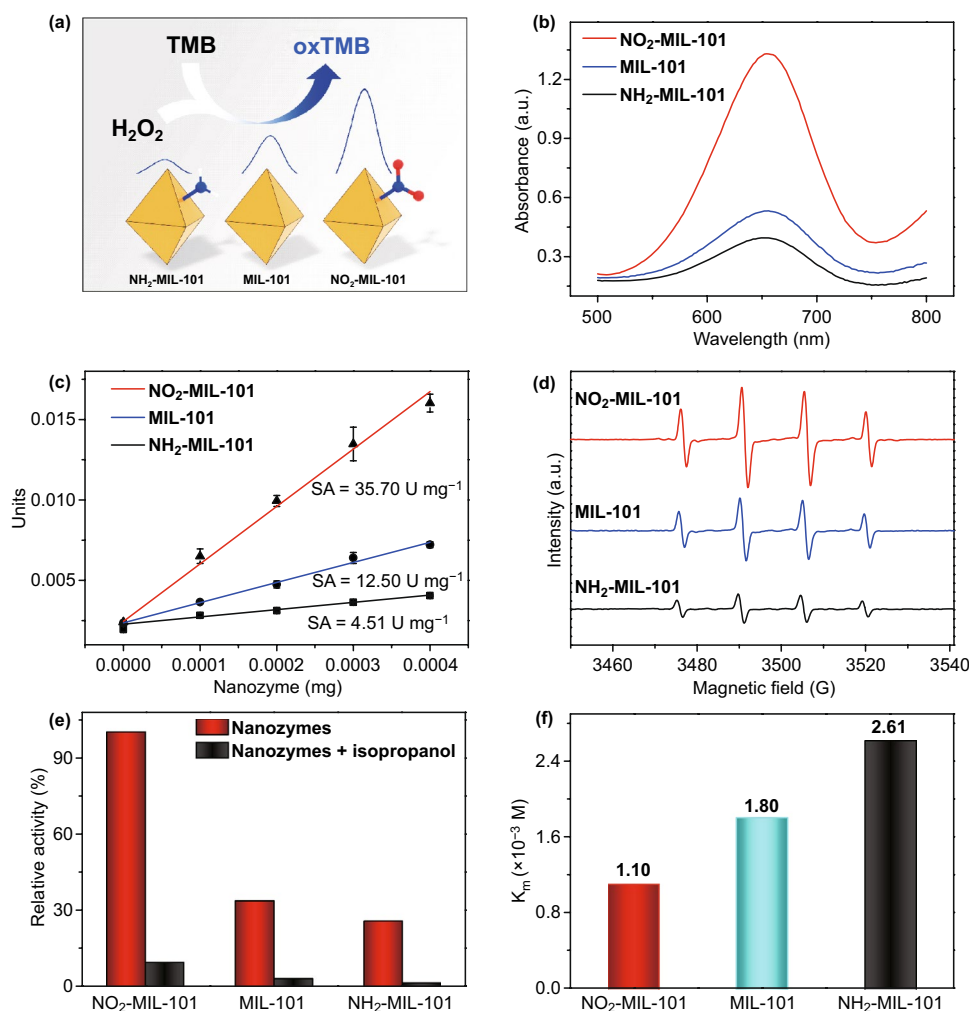 (a)
TMB
oxTMB
H₂O₂
NH₂-MIL-101
MIL-101
NO₂-MIL-101
(b)
NO₂-MIL-101
MIL-101
NH₂-MIL-101
1.2
0.9
0.6
0.3
Absorbance (a.u.)
500
600
700
800
Wavelength (nm)
(c)
NO₂-MIL-101
MIL-101
NH₂-MIL-101
0.015
0.010
0.005
Units
SA = 35.70 U mg⁻¹
SA = 12.50 U mg⁻¹
SA = 4.51 U mg⁻¹
0.0000
0.0001
0.0002
0.0003
0.0004
Nanozyme (mg)
(d)
NO₂-MIL-101
MIL-101
NH₂-MIL-101
Intensity (a.u.)
3460
3480
3500
3520
3540
Magnetic field (G)
(e)
Nanozymes
Nanozymes + isopropanol
90
60
30
0
Relative activity (%)
NO₂-MIL-101
MIL-101
NH₂-MIL-101
(f)
2.61
1.80
1.10
2.4
1.6
0.8
0.0
Kₘ (×10⁻³ M)
NO₂-MIL-101
MIL-101
NH₂-MIL-101